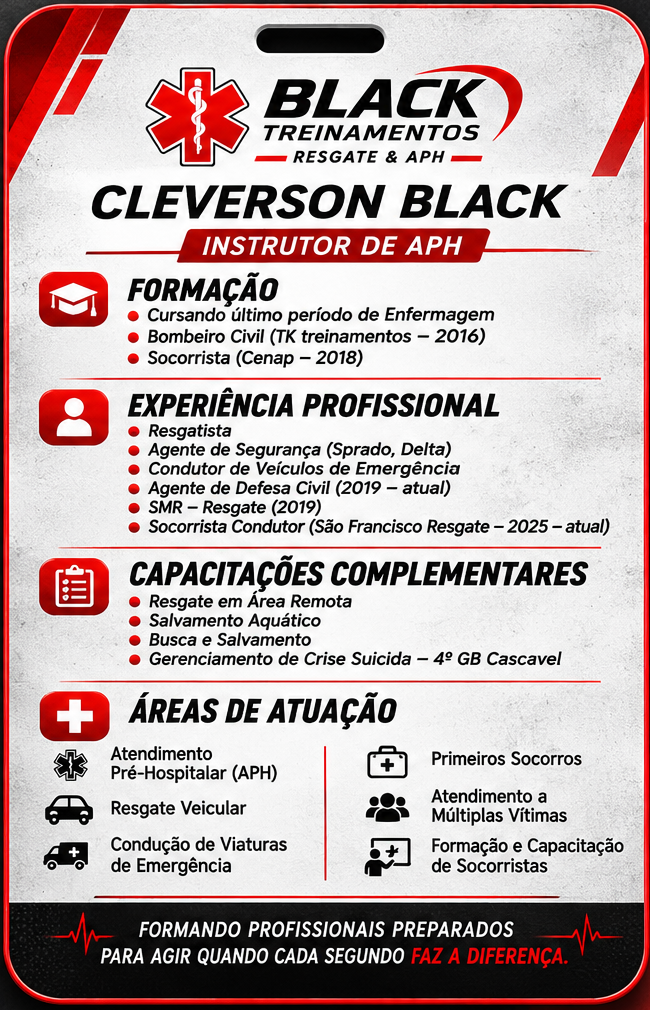 BLACK
TREINAMENTOS
RESGATE & APH
CLEVERSON BLACK
INSTRUTOR DE APH
FORMAÇÃO
Cursando último período de Enfermagem
Bombeiro Civil (TK treinamentos – 2016)
Socorrista (Cenap – 2018)
EXPERIÊNCIA PROFISSIONAL
Resgatista
Agente de Segurança (Sprado, Delta)
Condutor de Veículos de Emergência
Agente de Defesa Civil (2019 – atual)
SMR – Resgate (2019)
Socorrista Condutor (São Francisco Resgate – 2025 – atual)
CAPACITAÇÕES COMPLEMENTARES
Resgate em Área Remota
Salvamento Aquático
Busca e Salvamento
Gerenciamento de Crise Suicida – 4º GB Cascavel
ÁREAS DE ATUAÇÃO
Atendimento
Pré-Hospitalar (APH)
Resgate Veicular
Condução de Viaturas
de Emergência
Primeiros Socorros
Atendimento a
Múltiplas Vítimas
Formação e Capacitação
de Socorristas
FORMANDO PROFISSIONAIS PREPARADOS
PARA AGIR QUANDO CADA SEGUNDO FAZ A DIFERENÇA.